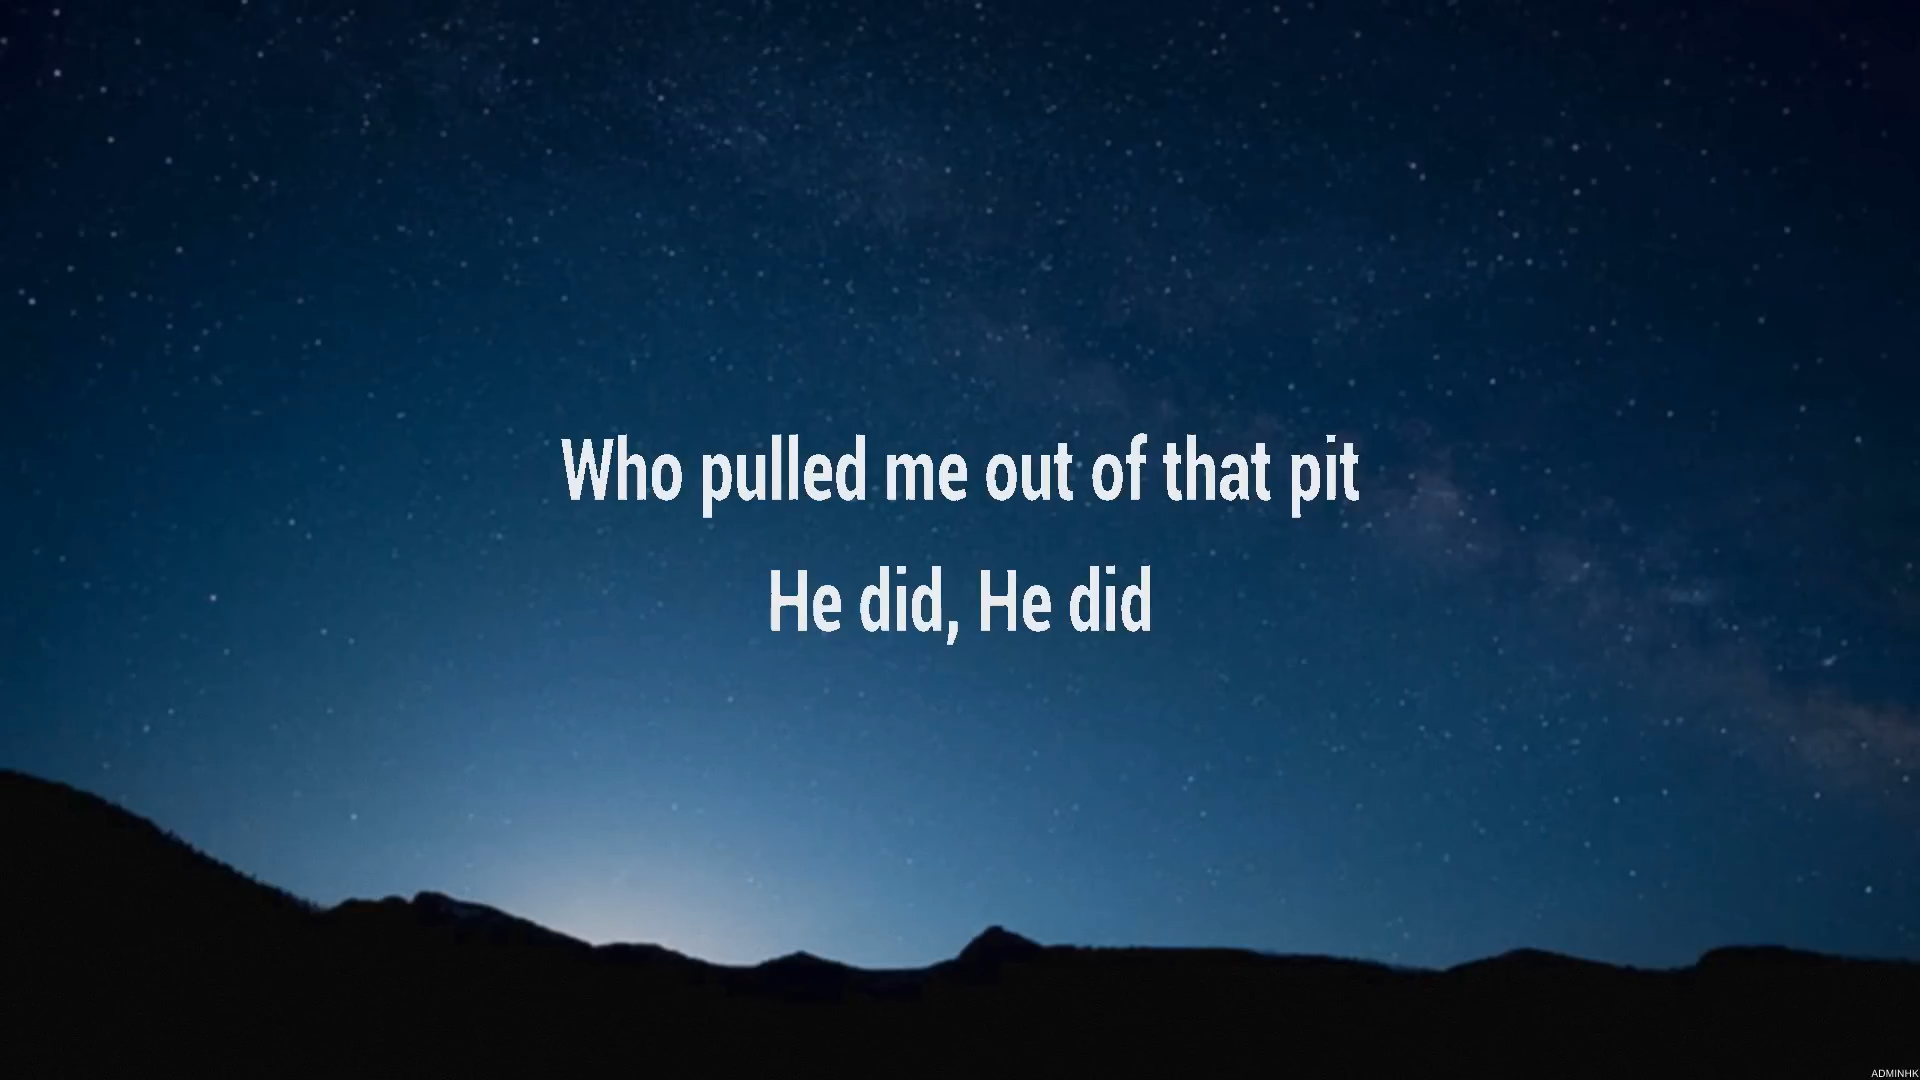 Who pulled me out of that pit
He did, He did
ADMINHK